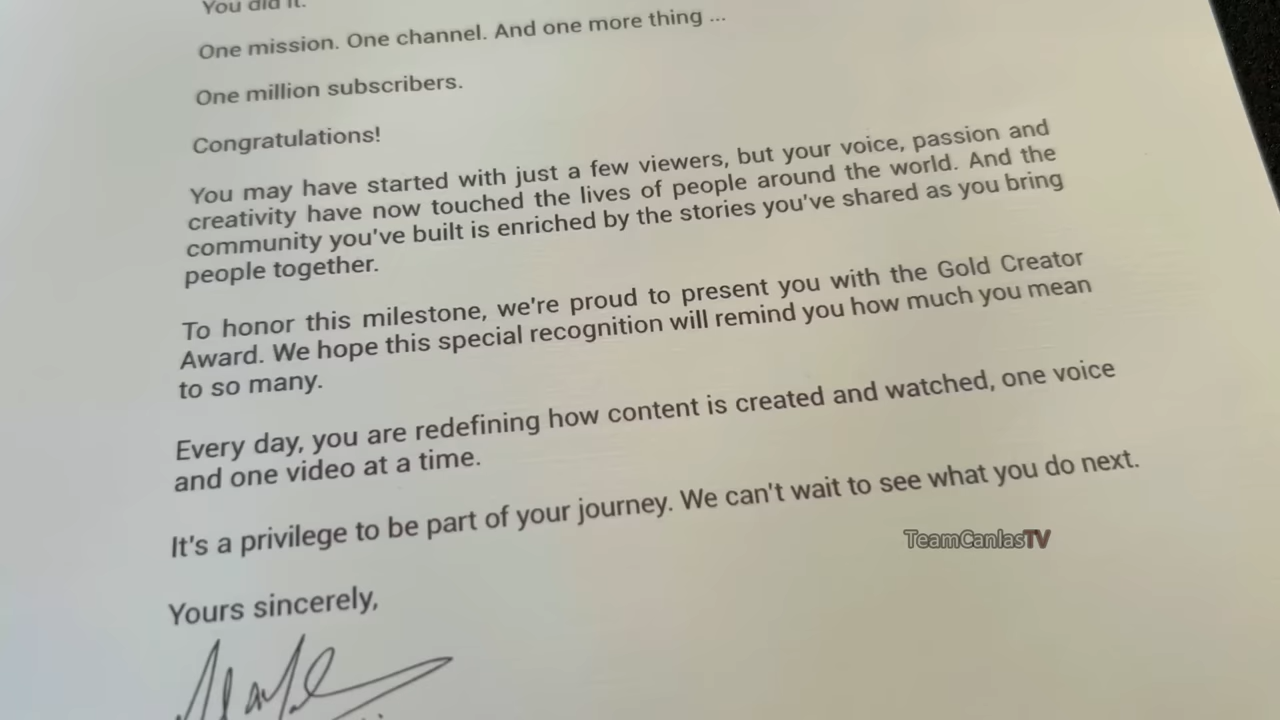 You did it.
One mission. One channel. And one more thing ...
One million subscribers.
Congratulations!
You may have started with just a few viewers, but your voice, passion and
creativity have now touched the lives of people around the world. And the
community you've built is enriched by the stories you've shared as you bring
people together.
To honor this milestone, we're proud to present you with the Gold Creator
Award. We hope this special recognition will remind you how much you mean
to so many.
Every day, you are redefining how content is created and watched, one voice
and one video at a time.
It's a privilege to be part of your journey. We can't wait to see what you do next.
TeamCanlasTV
Yours sincerely,